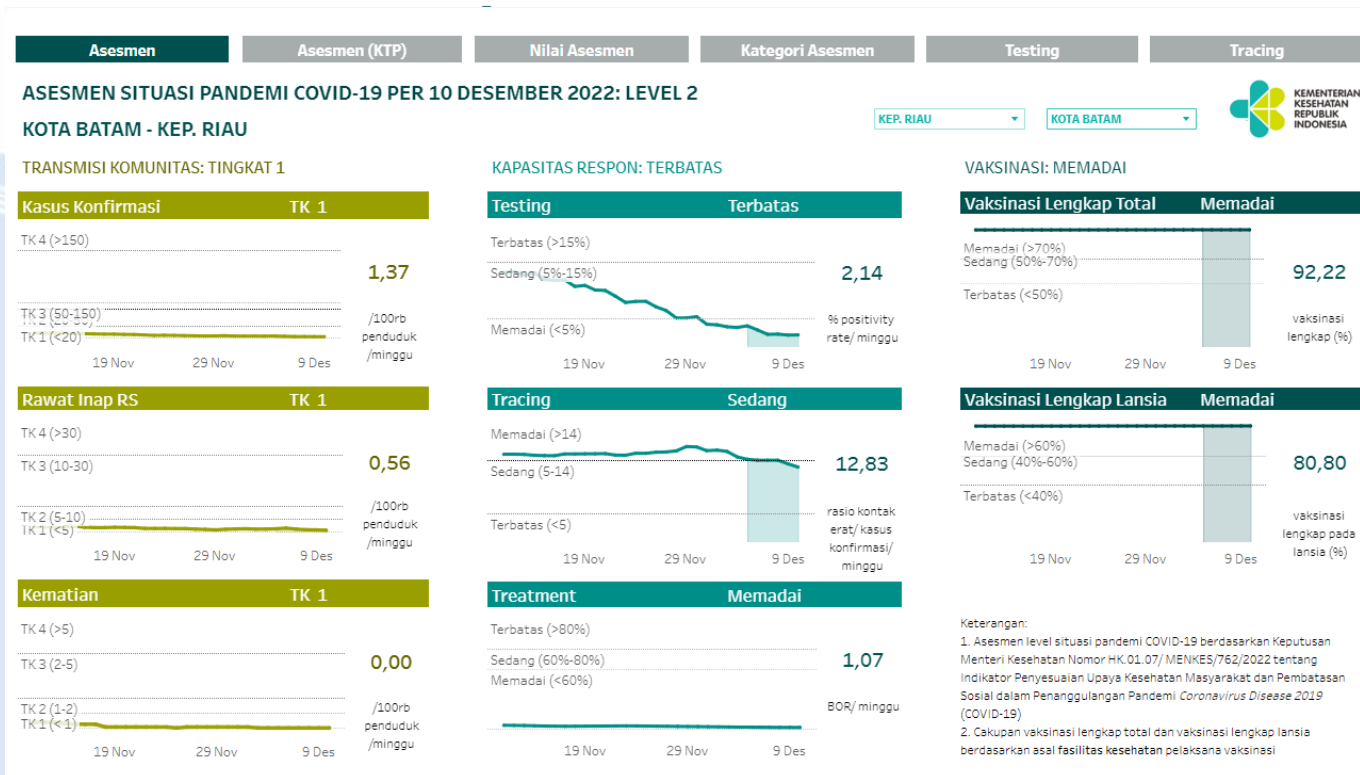 Asesmen
Asesmen (KTP)
Nilai Asesmen
Kategori Asesmen
Testing
Tracing
ASESMEN SITUASI PANDEMI COVID-19 PER 10 DESEMBER 2022: LEVEL 2
KOTA BATAM - KEP. RIAU
KEP. RIAU
KOTA BATAM
KEMENTERIAN
KESEHATAN
REPUBLIK
INDONESIA
TRANSMISI KOMUNITAS: TINGKAT 1
Kasus Konfirmasi TK 1
TK 4 (>150)
TK 3 (50-150)
TK 1 (<20)
1,37
/100rb
penduduk
/minggu
19 Nov 29 Nov 9 Des
Rawat Inap RS TK 1
TK 4 (>30)
TK 3 (10-30)
TK 2 (5-10)
TK 1 (<5)
0,56
/100rb
penduduk
/minggu
19 Nov 29 Nov 9 Des
Kematian TK 1
TK 4 (>5)
TK 3 (2-5)
TK 2 (1-2)
TK 1 (<1)
0,00
/100rb
penduduk
/minggu
19 Nov 29 Nov 9 Des
KAPASITAS RESPON: TERBATAS
Testing Terbatas
Terbatas (>15%)
Sedang (5%-15%)
Memadai (<5%)
2,14
% positivity
rate/ minggu
19 Nov 29 Nov 9 Des
Tracing Sedang
Memadai (>14)
Sedang (5-14)
Terbatas (<5)
12,83
rasio kontak
erat/ kasus
konfirmasi/
minggu
19 Nov 29 Nov 9 Des
Treatment Memadai
Terbatas (>80%)
Sedang (60%-80%)
Memadai (<60%)
1,07
BOR/ minggu
19 Nov 29 Nov 9 Des
VAKSINASI: MEMADAI
Vaksinasi Lengkap Total Memadai
Memadai (>70%)
Sedang (50%-70%)
Terbatas (<50%)
92,22
vaksinasi
lengkap (%)
19 Nov 29 Nov 9 Des
Vaksinasi Lengkap Lansia Memadai
Memadai (>60%)
Sedang (40%-60%)
Terbatas (<40%)
80,80
vaksinasi
lengkap pada
lansia (%)
19 Nov 29 Nov 9 Des
Keterangan:
1. Asesmen level situasi pandemi COVID-19 berdasarkan Keputusan
Menteri Kesehatan Nomor HK.01.07/ MENKES/762/2022 tentang
Indikator Penyesuaian Upaya Kesehatan Masyarakat dan Pembatasan
Sosial dalam Penanggulangan Pandemi Coronavirus Disease 2019
(COVID-19)
2. Cakupan vaksinasi lengkap total dan vaksinasi lengkap lansia
berdasarkan asal fasilitas kesehatan pelaksana vaksinasi